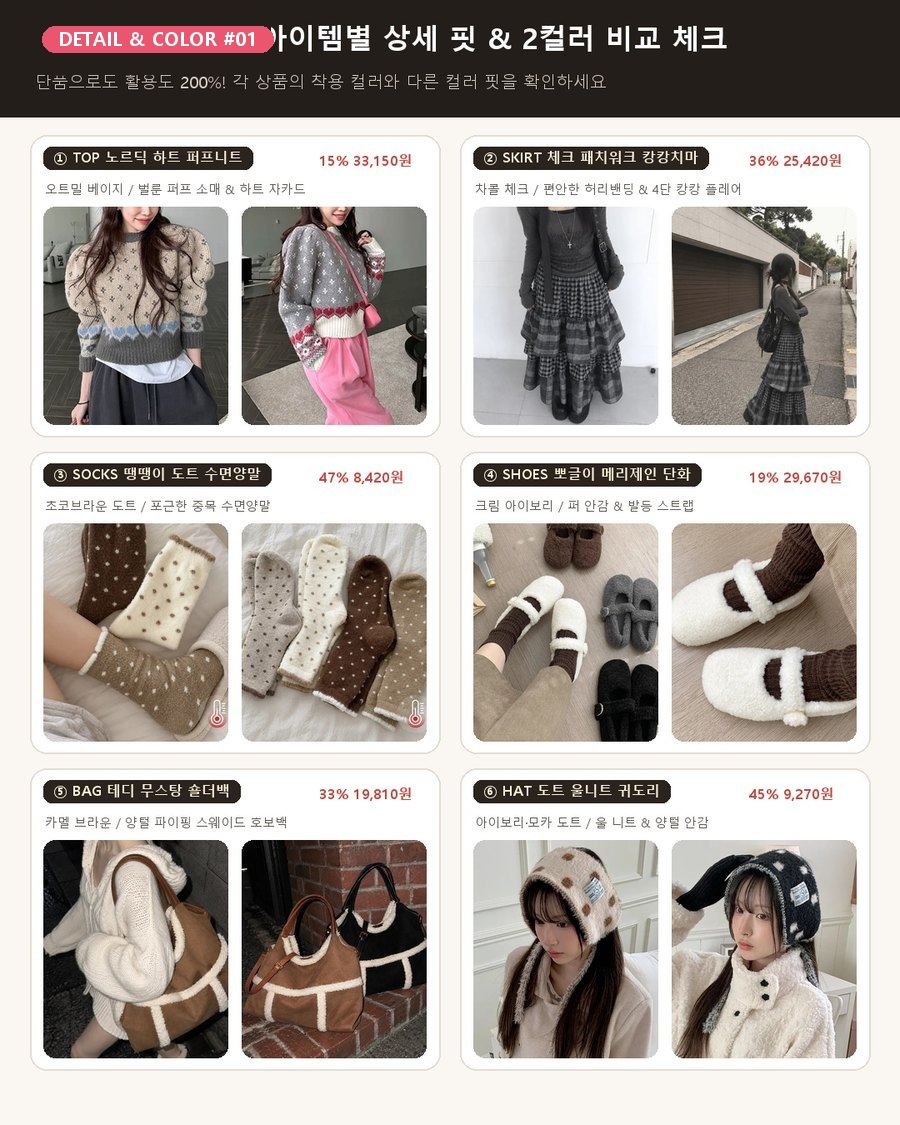 DETAIL & COLOR #01 아이템별 상세 핏 & 2컬러 비교 체크
단품으로도 활용도 200%! 각 상품의 착용 컬러와 다른 컬러 핏을 확인하세요
① TOP 노르딕 하트 퍼프니트 15% 33,150원
오트밀 베이지 / 벌룬 퍼프 소매 & 하트 자카드
② SKIRT 체크 패치워크 캉캉치마 36% 25,420원
차콜 체크 / 편안한 허리밴딩 & 4단 캉캉 플레어
③ SOCKS 땡땡이 도트 수면양말 47% 8,420원
초코브라운 도트 / 포근한 중목 수면양말
④ SHOES 뽀글이 메리제인 단화 19% 29,670원
크림 아이보리 / 퍼 안감 & 발등 스트랩
⑤ BAG 테디 무스탕 숄더백 33% 19,810원
카멜 브라운 / 양털 파이핑 스웨이드 호보백
⑥ HAT 도트 울니트 귀도리 45% 9,270원
아이보리·모카 도트 / 울 니트 & 양털 안감